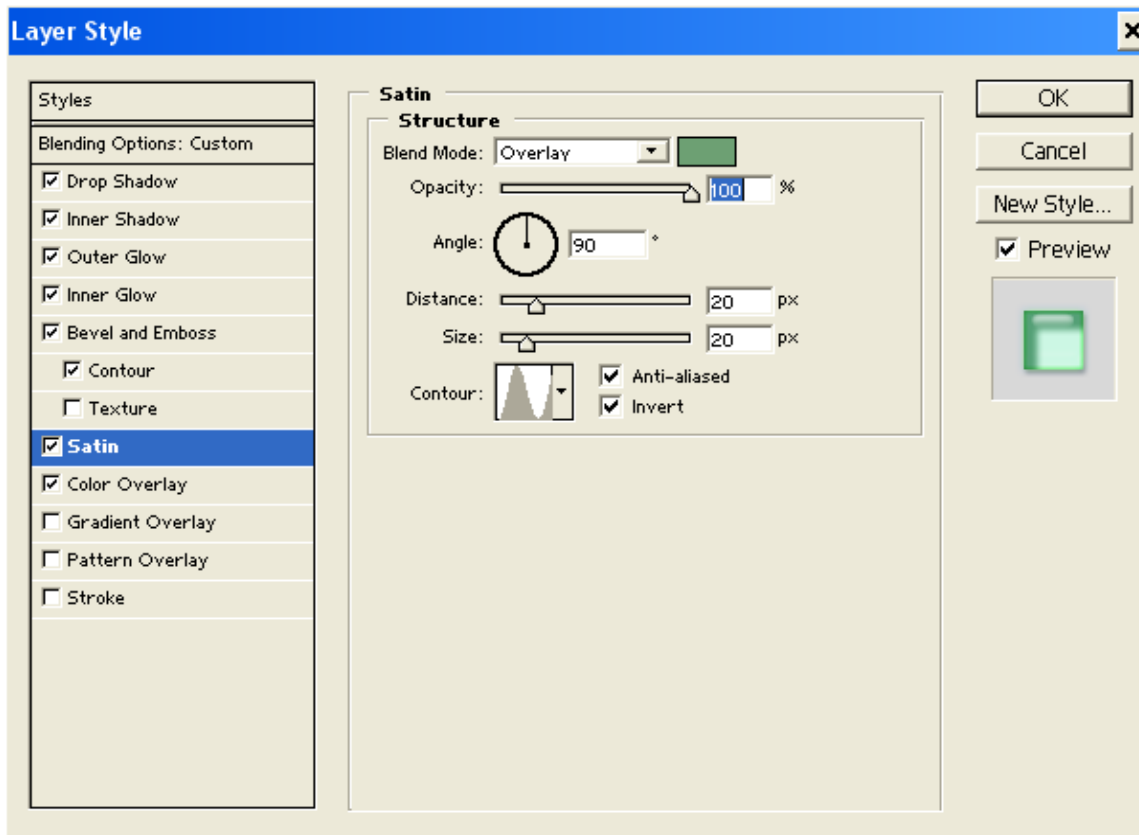 Layer Style
Styles
Blending Options: Custom
Drop Shadow
Inner Shadow
Outer Glow
Inner Glow
Bevel and Emboss
Contour
Texture
Satin
Color Overlay
Gradient Overlay
Pattern Overlay
Stroke
Satin
Structure
Blend Mode: Overlay
Opacity: 100 %
Angle: 90 °
Distance: 20 px
Size: 20 px
Contour: Anti-aliased
Invert
OK
Cancel
New Style...
Preview